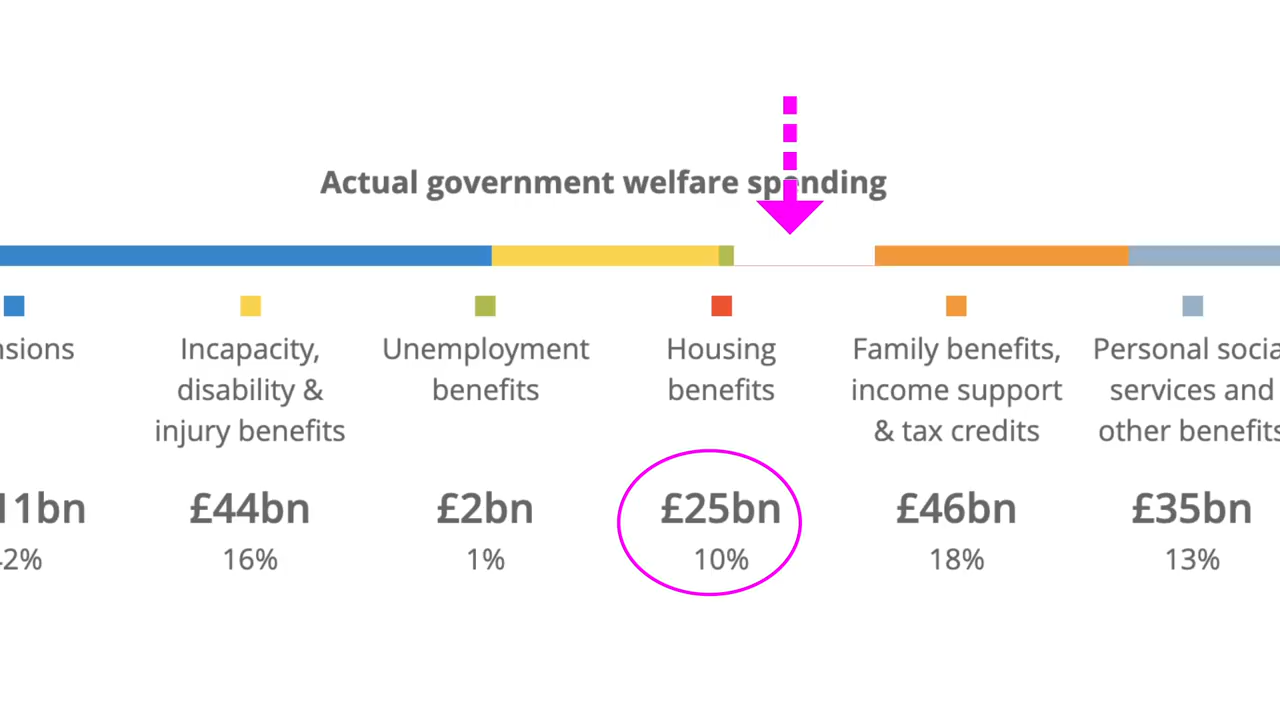 Actual government welfare spending
nsions
Incapacity,
disability &
injury benefits
Unemployment
benefits
Housing
benefits
Family benefits,
income support
& tax credits
Personal socia
services and
other benefits
11bn
£44bn
£2bn
£25bn
£46bn
£35bn
2%
16%
1%
10%
18%
13%